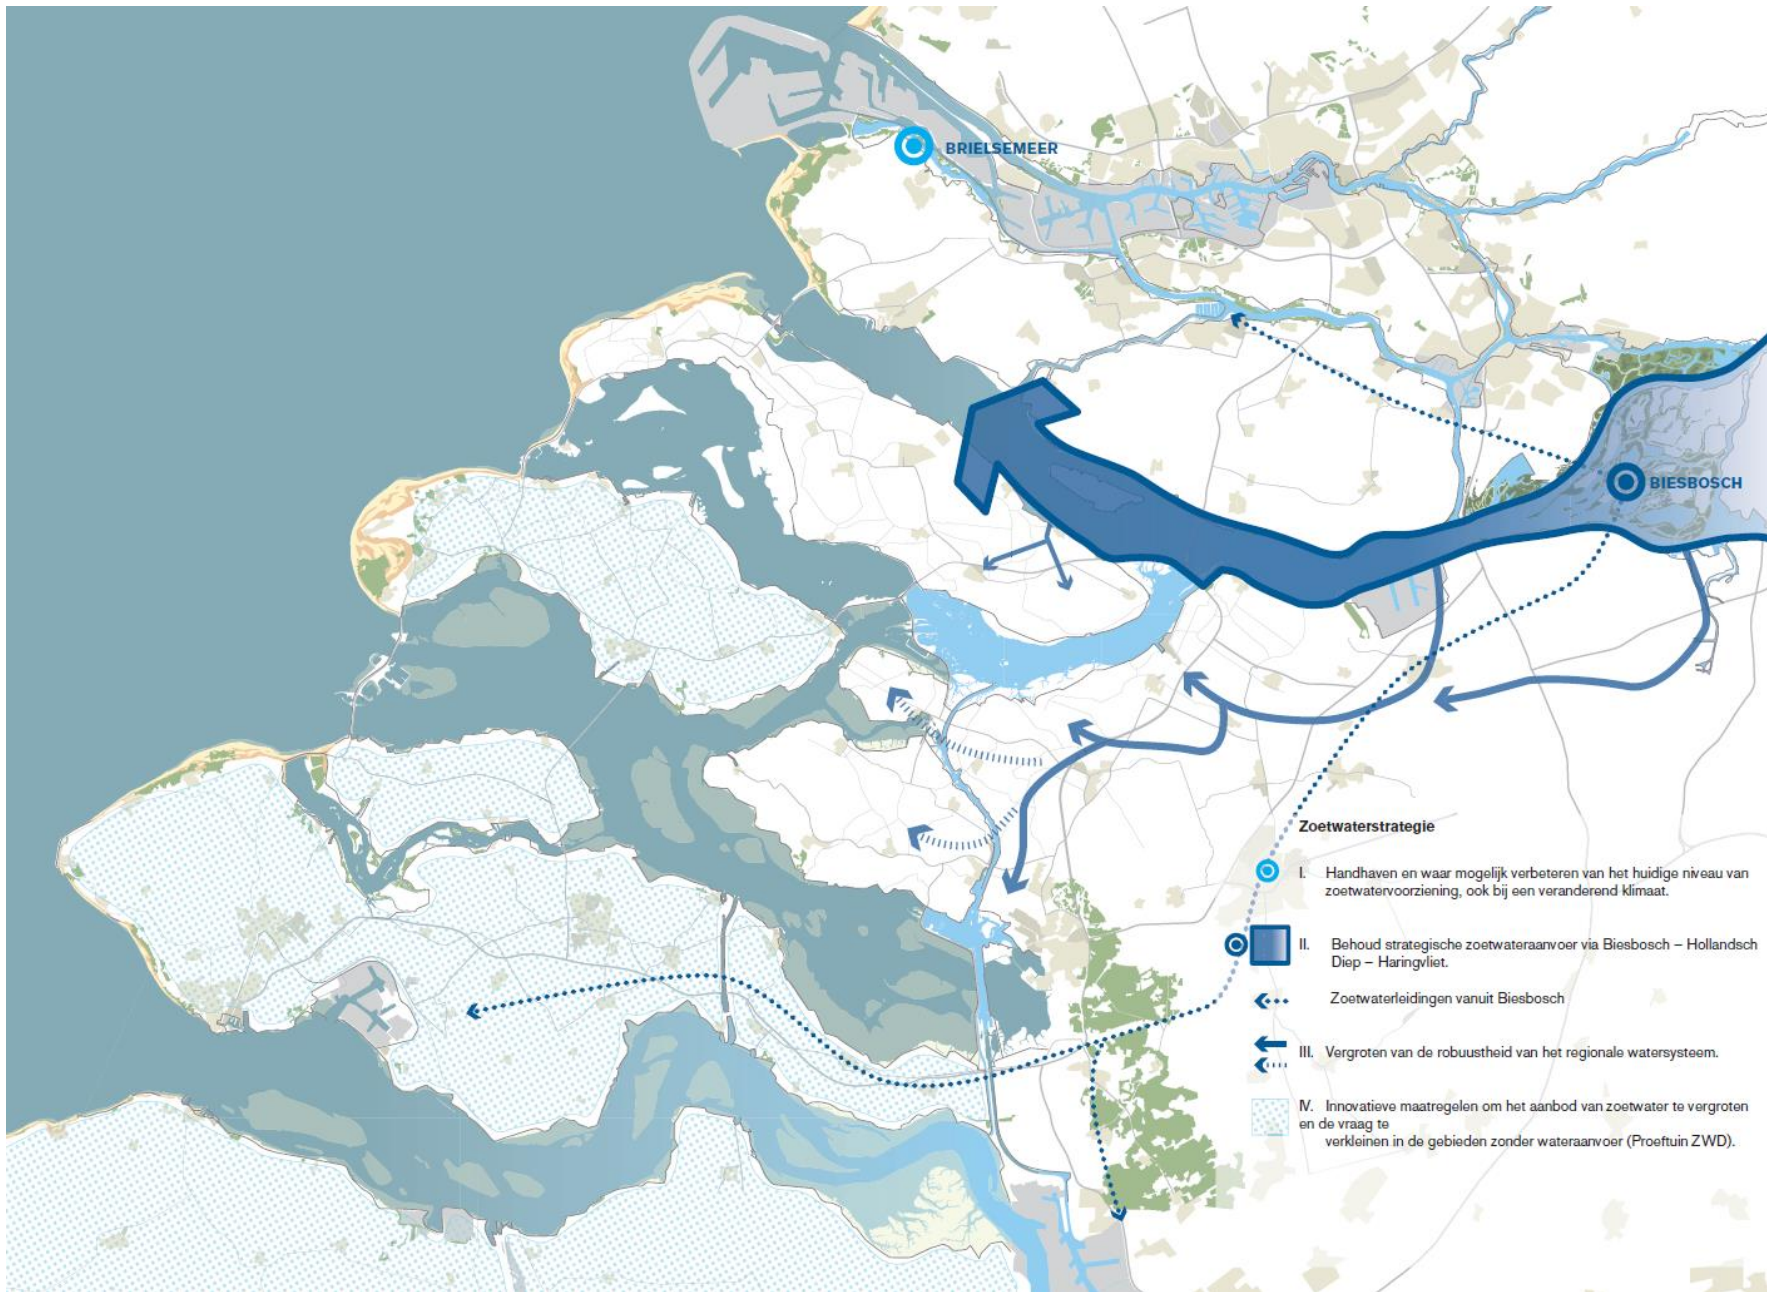 BRIELSEMEER
BIESBOSCH
Zoetwaterstrategie
I. Handhaven en waar mogelijk verbeteren van het huidige niveau van
zoetwatervoorziening, ook bij een veranderend klimaat.
II. Behoud strategische zoetwateraanvoer via Biesbosch – Hollandsch
Diep – Haringvliet.
Zoetwaterleidingen vanuit Biesbosch
III. Vergroten van de robuustheid van het regionale watersysteem.
IV. Innovatieve maatregelen om het aanbod van zoetwater te vergroten
en de vraag te
verkleinen in de gebieden zonder wateraanvoer (Proeftuin ZWD).